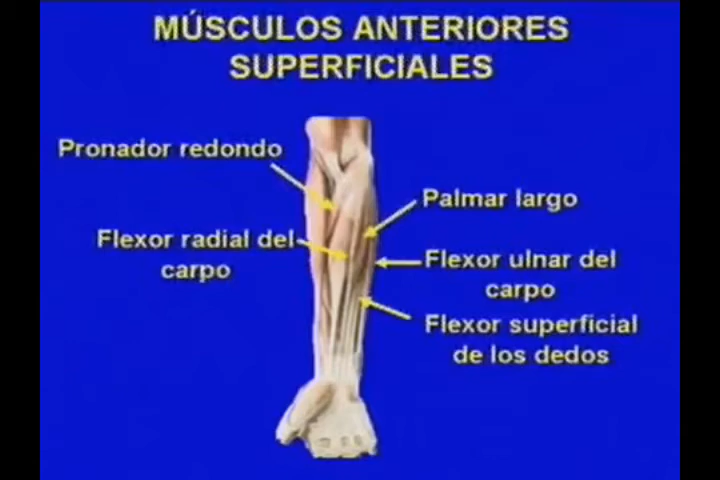 MÚSCULOS ANTERIORES
SUPERFICIALES
Pronador redondo
Palmar largo
Flexor radial del
carpo
Flexor ulnar del
carpo
Flexor superficial
de los dedos